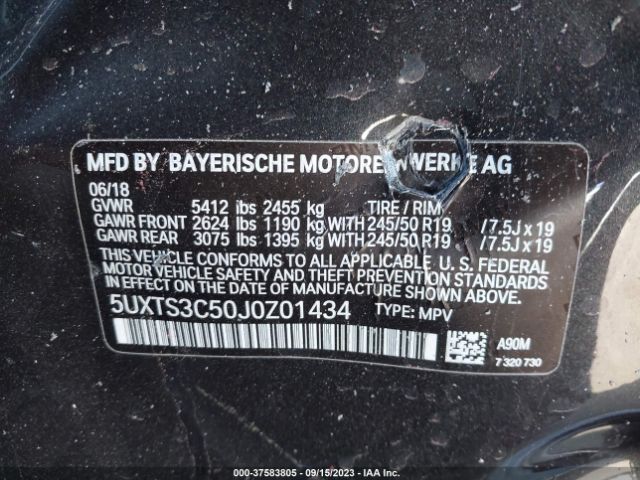 MFD BY BAYERISCHE MOTOREN WERKE AG
06/18
GVWR 5412 lbs 2455 kg TIRE / RIM
GAWR FRONT 2624 lbs 1190 kg WITH 245/50 R19 / 7.5J x 19
GAWR REAR 3075 lbs 1395 kg WITH 245/50 R19 / 7.5J x 19
THIS VEHICLE CONFORMS TO ALL APPLICABLE U. S. FEDERAL
MOTOR VEHICLE SAFETY AND THEFT PREVENTION STANDARDS
IN EFFECT ON THE DATE OF MANUFACTURE SHOWN ABOVE.
5UXTS3C50J0Z01434 TYPE: MPV
A90M
7 320 730
000-37583805 - 09/15/2023 - IAA Inc.